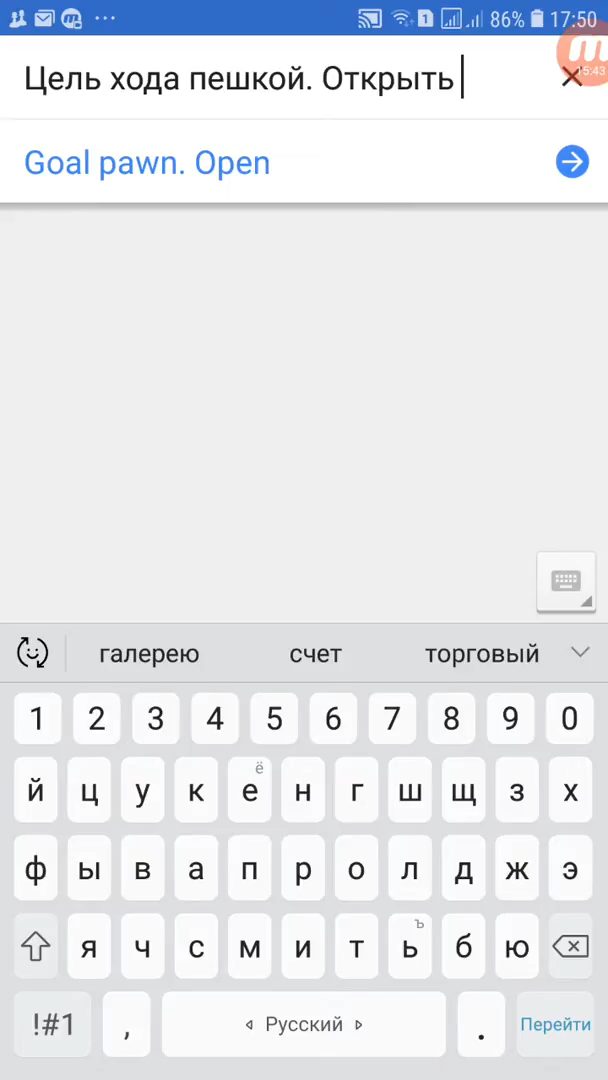 1 86% 17:50
Цель хода пешкой. Открыть
15:43
Goal pawn. Open
галерею счет торговый
1 2 3 4 5 6 7 8 9 0
ё
й ц у к е н г ш щ з х
ф ы в а п р о л д ж э
ъ
я ч с м и т ь б ю
!#1 , Русский . Перейти